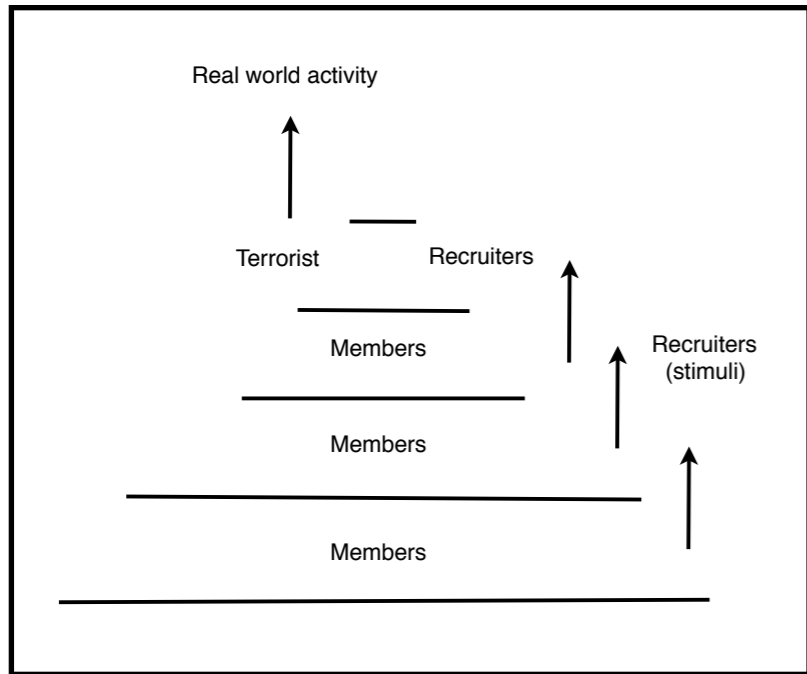 Real world activity
Terrorist
Recruiters
Members
Recruiters
(stimuli)
Members
Members